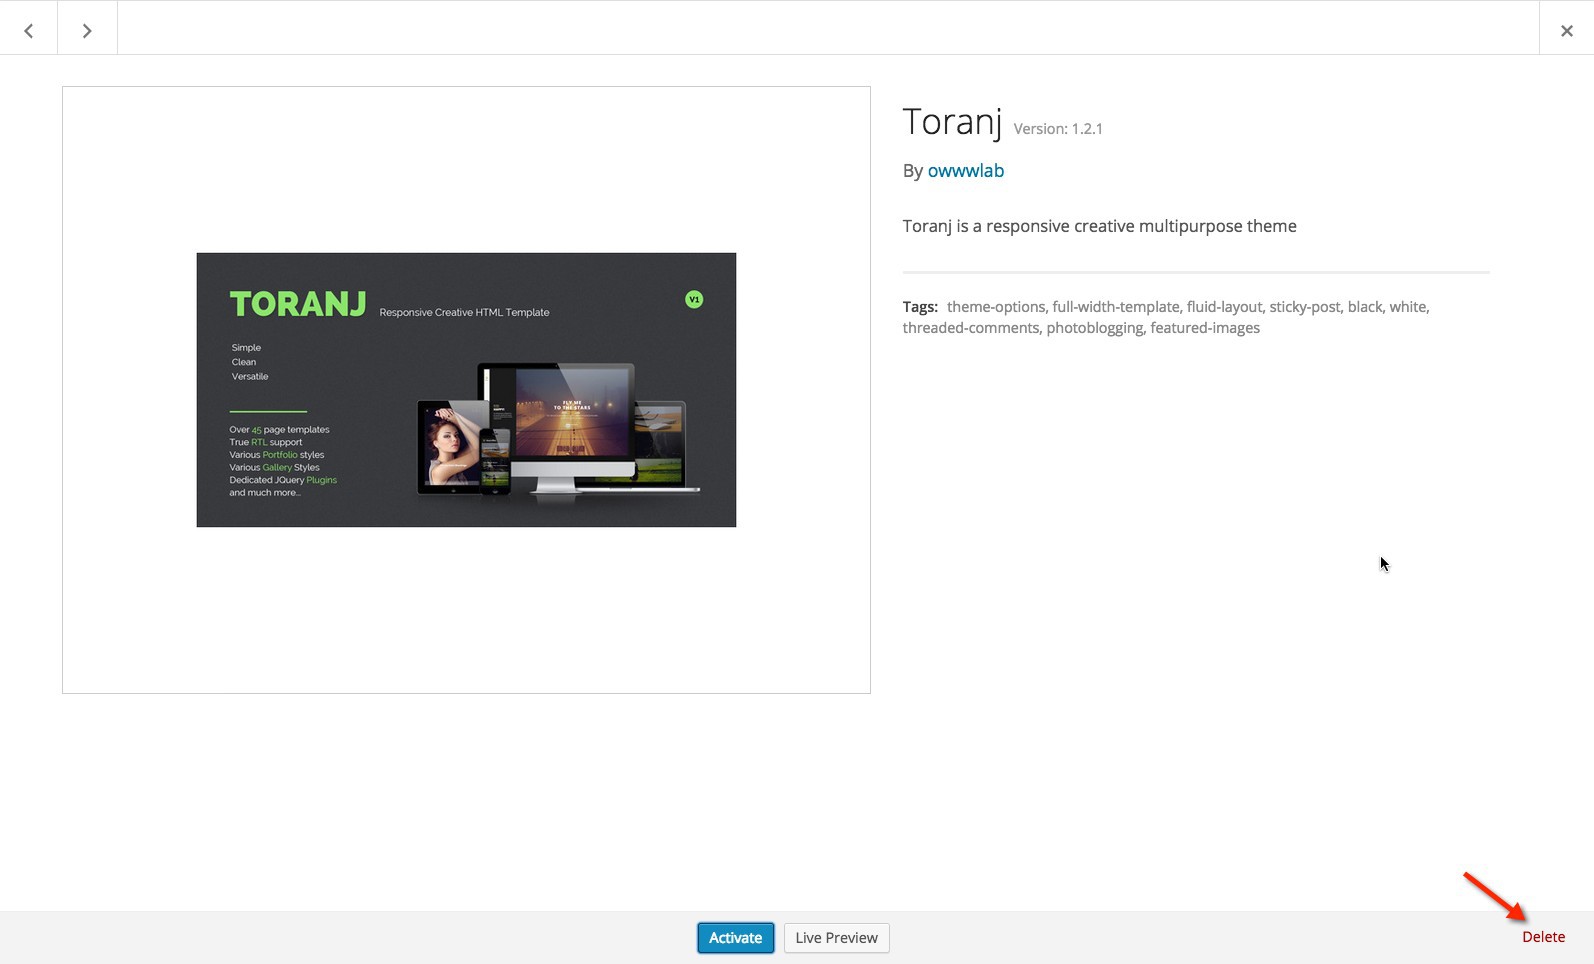 Toranj Version: 1.2.1
By owwwlab
Toranj is a responsive creative multipurpose theme
Tags: theme-options, full-width-template, fluid-layout, sticky-post, black, white,
threaded-comments, photoblogging, featured-images
TORANJ Responsive Creative HTML Template
V1
Simple
Clean
Versatile
Over 45 page templates
True RTL support
Various Portfolio styles
Various Gallery Styles
Dedicated JQuery Plugins
and much more...
FLY ME
TO THE STARS
Activate
Live Preview
Delete